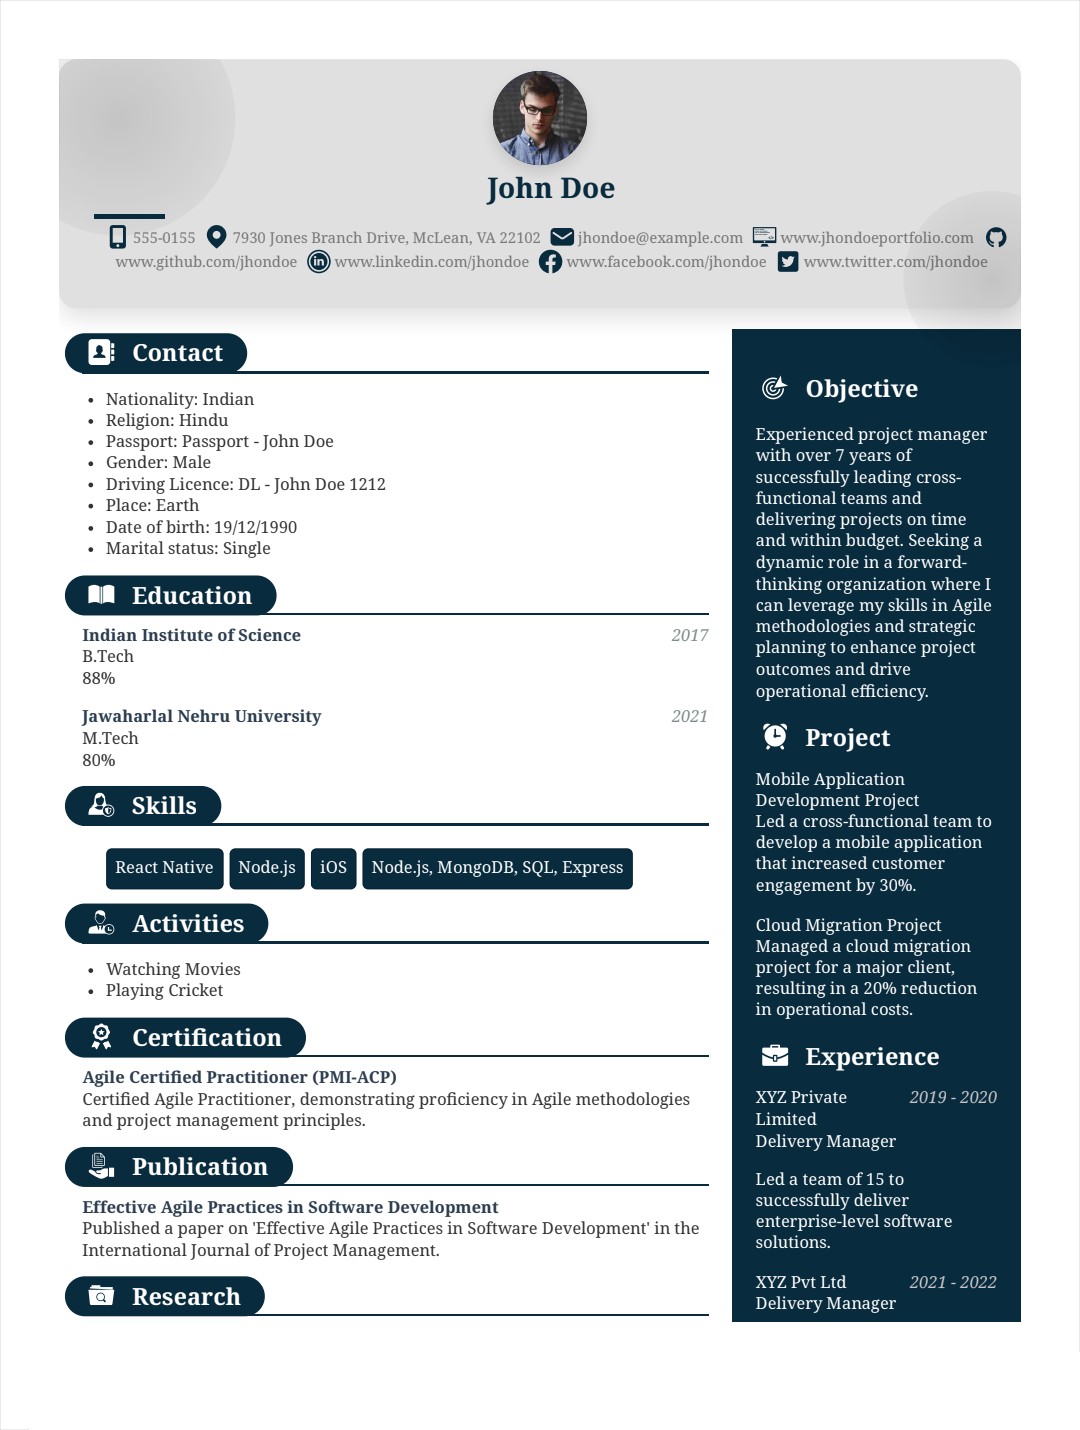 John Doe
555-0155 7930 Jones Branch Drive, McLean, VA 22102 jhondoe@example.com www.jhondoeportfolio.com
www.github.com/jhondoe www.linkedin.com/jhondoe www.facebook.com/jhondoe www.twitter.com/jhondoe
Contact
Nationality: Indian
Religion: Hindu
Passport: Passport - John Doe
Gender: Male
Driving Licence: DL - John Doe 1212
Place: Earth
Date of birth: 19/12/1990
Marital status: Single
Education
Indian Institute of Science 2017
B.Tech
88%
Jawaharlal Nehru University 2021
M.Tech
80%
Skills
React Native Node.js iOS Node.js, MongoDB, SQL, Express
Activities
Watching Movies
Playing Cricket
Certification
Agile Certified Practitioner (PMI-ACP)
Certified Agile Practitioner, demonstrating proficiency in Agile methodologies
and project management principles.
Publication
Effective Agile Practices in Software Development
Published a paper on 'Effective Agile Practices in Software Development' in the
International Journal of Project Management.
Research
Objective
Experienced project manager
with over 7 years of
successfully leading cross-
functional teams and
delivering projects on time
and within budget. Seeking a
dynamic role in a forward-
thinking organization where I
can leverage my skills in Agile
methodologies and strategic
planning to enhance project
outcomes and drive
operational efficiency.
Project
Mobile Application
Development Project
Led a cross-functional team to
develop a mobile application
that increased customer
engagement by 30%.
Cloud Migration Project
Managed a cloud migration
project for a major client,
resulting in a 20% reduction
in operational costs.
Experience
XYZ Private 2019 - 2020
Limited
Delivery Manager
Led a team of 15 to
successfully deliver
enterprise-level software
solutions.
XYZ Pvt Ltd 2021 - 2022
Delivery Manager